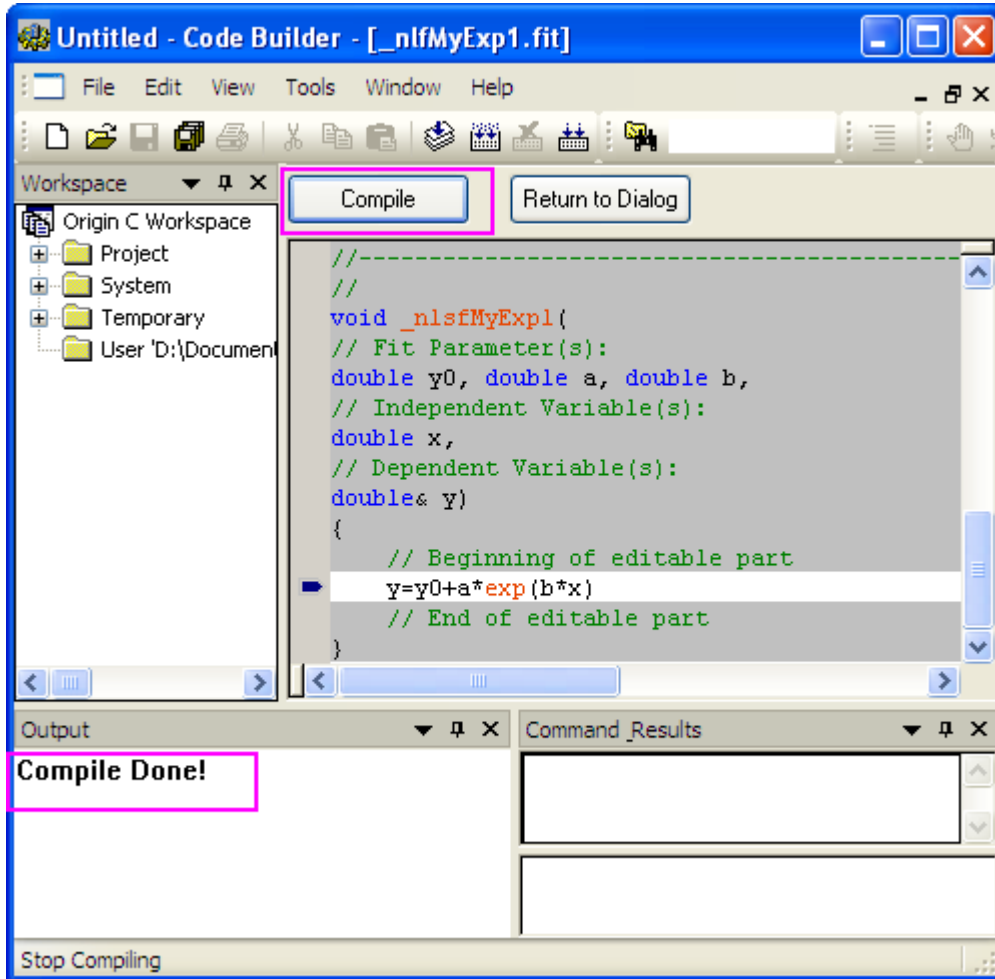 Untitled - Code Builder - [_nlfMyExp1.fit]
File Edit View Tools Window Help
Workspace
Compile
Return to Dialog
Origin C Workspace
Project
System
Temporary
User 'D:\Documen
//---------------------------------------
//
void _nlsfMyExp1(
// Fit Parameter(s):
double y0, double a, double b,
// Independent Variable(s):
double x,
// Dependent Variable(s):
double& y)
{
// Beginning of editable part
y=y0+a*exp(b*x)
// End of editable part
}
Output
Compile Done!
Command _Results
Stop Compiling